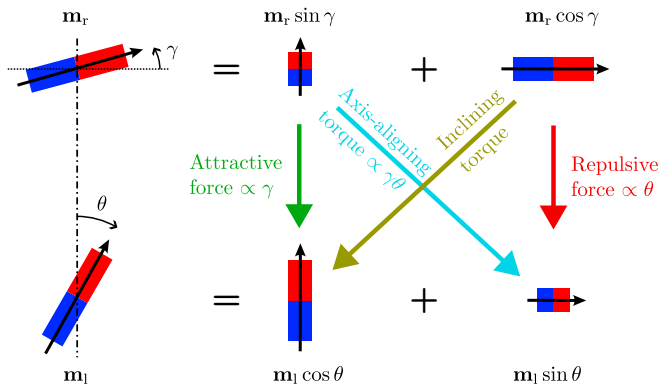 m_r
m_r sin γ
m_r cos γ
γ
=
+
Axis-aligning
torque ∝ γθ
Inclining
torque
Attractive
force ∝ γ
Repulsive
force ∝ θ
θ
=
+
m_l
m_l cos θ
m_l sin θ